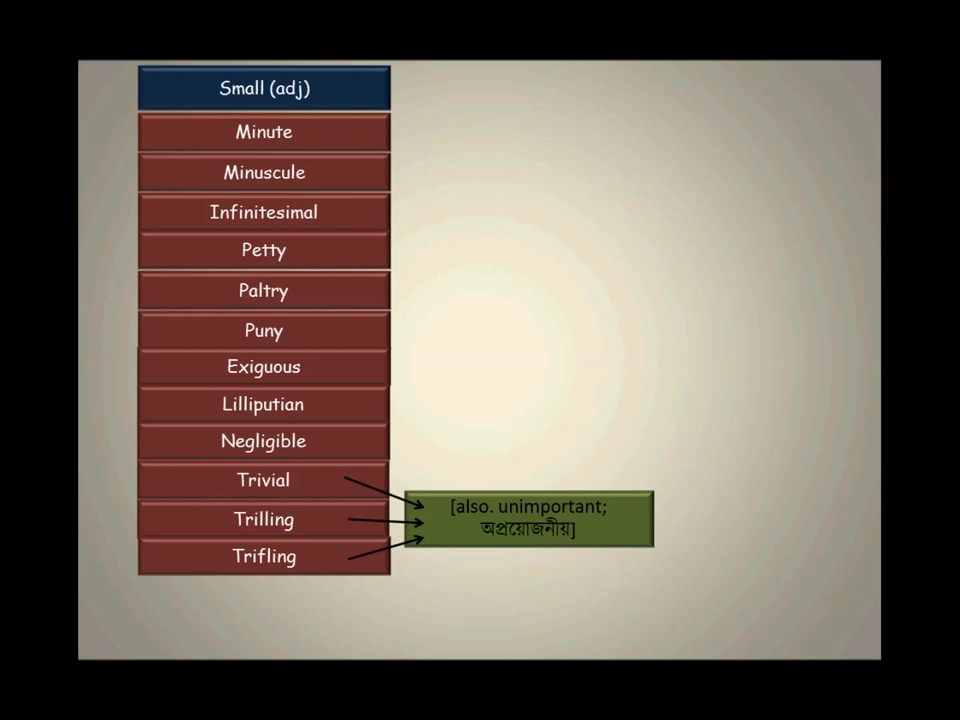 Small (adj)
Minute
Minuscule
Infinitesimal
Petty
Paltry
Puny
Exiguous
Lilliputian
Negligible
Trivial
Trilling
Trifling
[also. unimportant;
অপ্রয়োজনীয়]